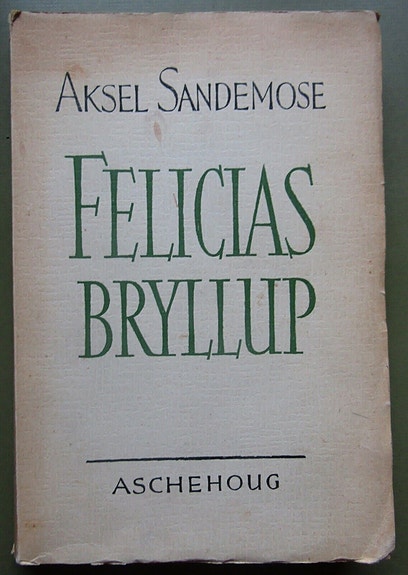 AKSEL SANDEMOSE
FELICIAS
BRYLLUP
ASCHEHOUG